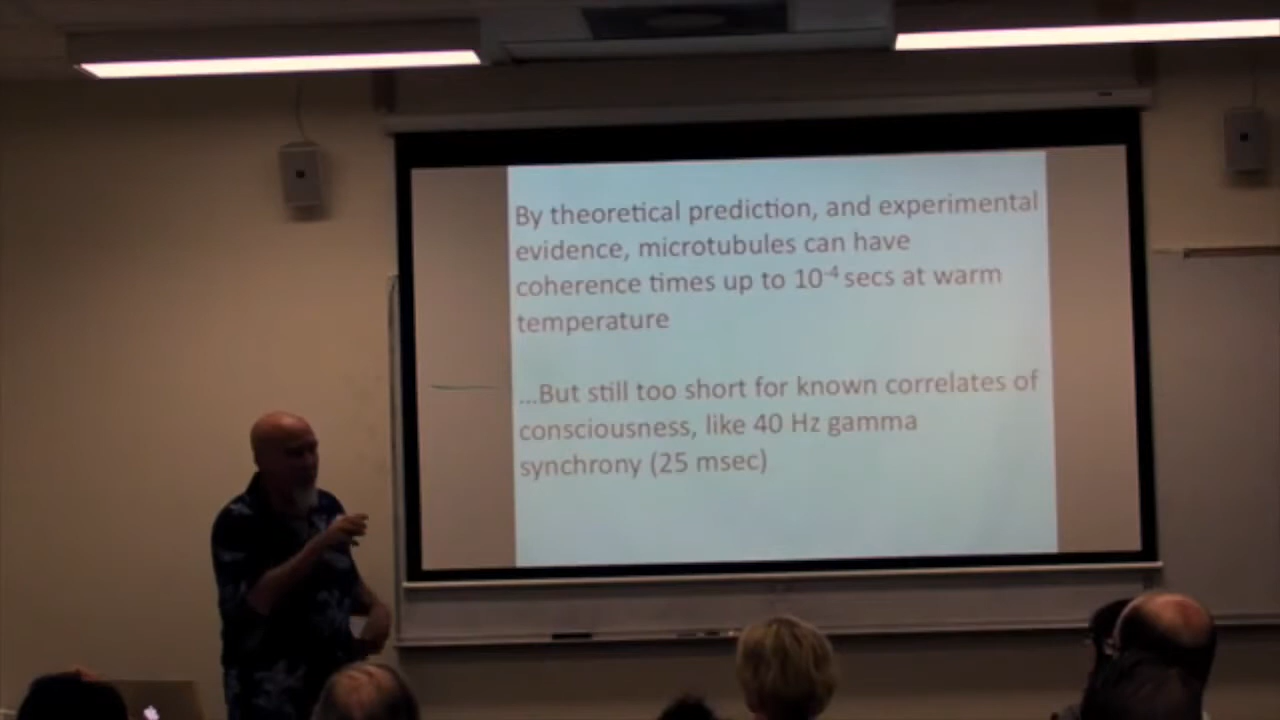 By theoretical prediction, and experimental
evidence, microtubules can have
coherence times up to 10⁻⁴ secs at warm
temperature
...But still too short for known correlates of
consciousness, like 40 Hz gamma
synchrony (25 msec)